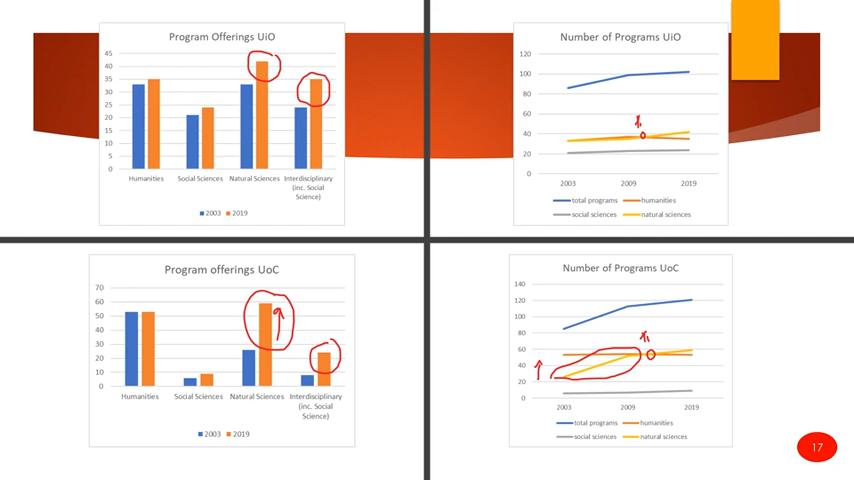 Program Offerings UiO
45
40
35
30
25
20
15
10
5
0
Humanities Social Sciences Natural Sciences Interdisciplinary
(inc. Social
Science)
2003 2019
Number of Programs UiO
120
100
80
60
40
20
0
2003 2009 2019
total programs humanities
social sciences natural sciences
Program offerings UoC
70
60
50
40
30
20
10
0
Humanities Social Sciences Natural Sciences Interdisciplinary
(inc. Social
Science)
2003 2019
Number of Programs UoC
140
120
100
80
60
40
20
0
2003 2009 2019
total programs humanities
social sciences natural sciences
17